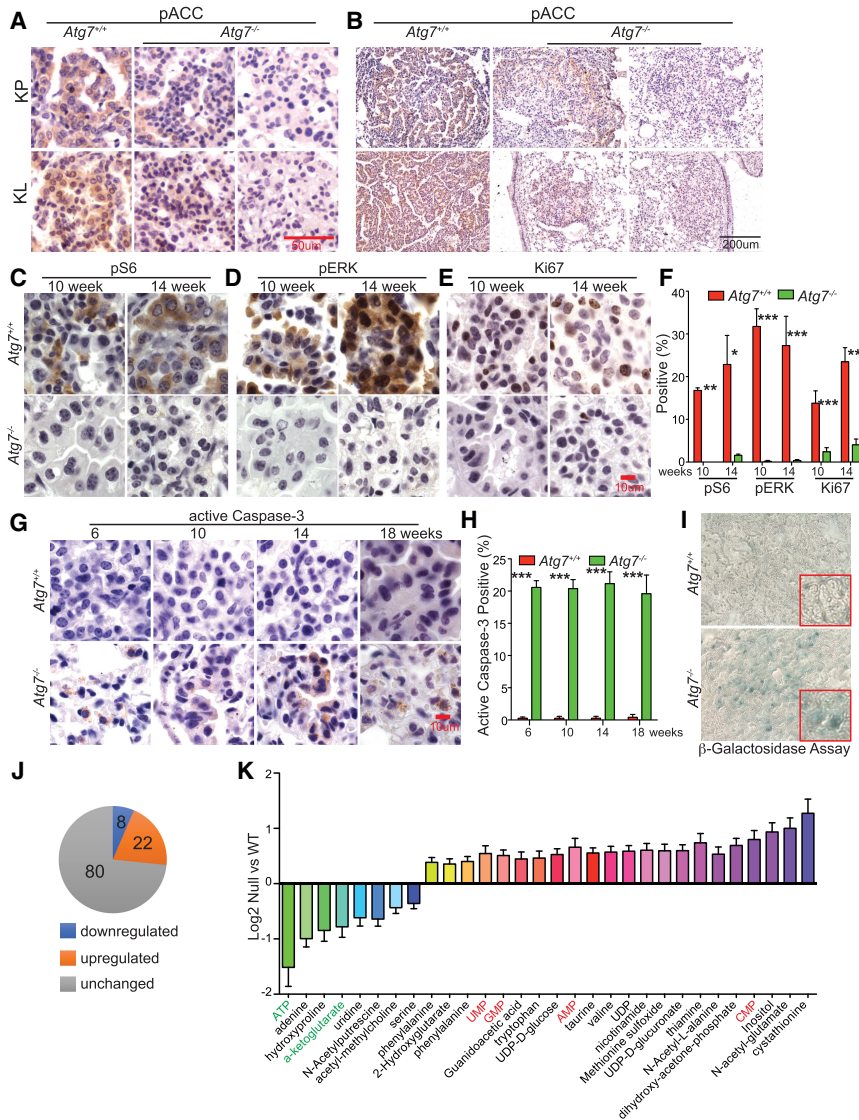 A
pACC
Atg7+/+
Atg7-/-
KP
KL
50um
B
pACC
Atg7+/+
Atg7-/-
200um
C
pS6
10 week
14 week
D
pERK
10 week
14 week
E
Ki67
10 week
14 week
Atg7+/+
Atg7-/-
10um
F
Atg7+/+
Atg7-/-
Positive (%)
40
30
20
10
0
**
*
***
***
***
**
weeks
10
14
10
14
10
14
pS6
pERK
Ki67
G
active Caspase-3
6
10
14
18 weeks
Atg7+/+
Atg7-/-
10um
H
Atg7+/+
Atg7-/-
Active Caspase-3 Positive (%)
25
20
15
10
5
0
***
***
***
***
6
10
14
18 weeks
I
Atg7+/+
Atg7-/-
β-Galactosidase Assay
J
8
22
80
downregulated
upregulated
unchanged
K
Log2 Null vs WT
2
1
0
-1
-2
ATP
adenine
hydroxyproline
a-ketoglutarate
uridine
N-Acetylputrescine
acetyl-methylcholine
serine
phenylalanine
2-Hydroxyglutarate
phenylalanine
UMP
GMP
Guanidoacetic acid
tryptophan
UDP-D-glucose
AMP
taurine
valine
UDP
nicotinamide
Methionine sulfoxide
UDP-D-glucuronate
thiamine
N-Acetyl-L-alanine
dihydroxy-acetone-phosphate
CMP
Inositol
N-acetyl-glutamate
cystathionine